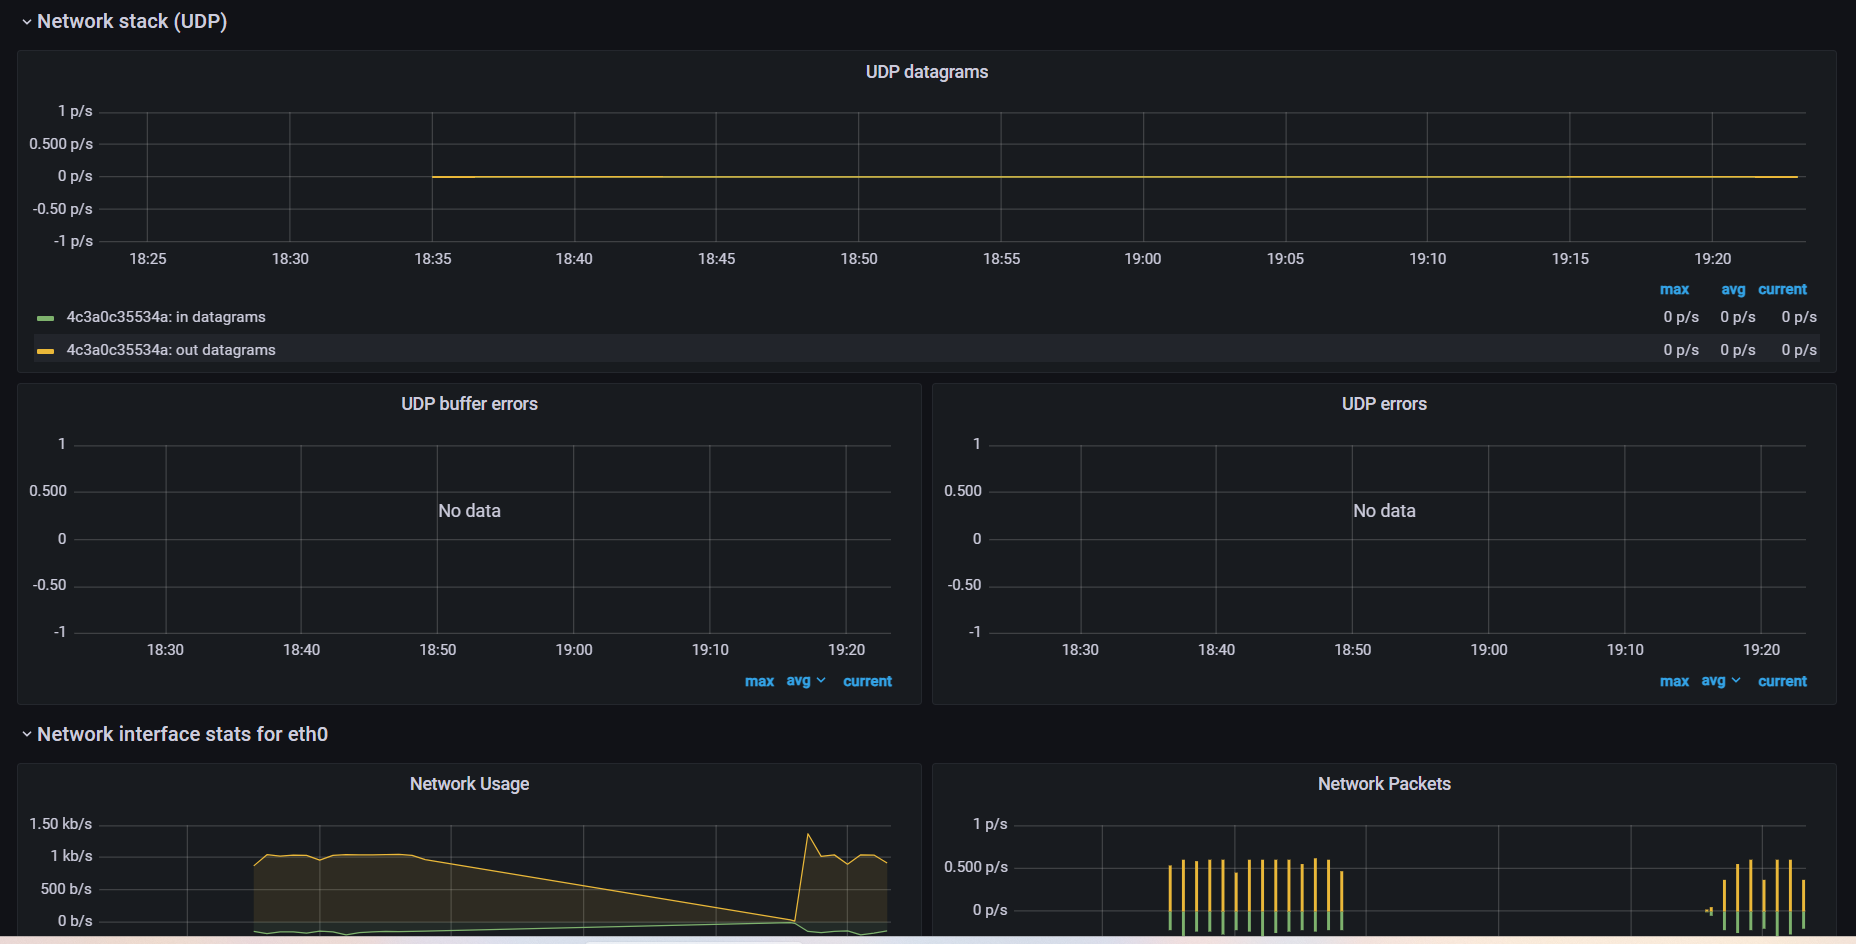 Network stack (UDP)
UDP datagrams
1 p/s
0.500 p/s
0 p/s
-0.50 p/s
-1 p/s
18:25 18:30 18:35 18:40 18:45 18:50 18:55 19:00 19:05 19:10 19:15 19:20
max avg current
4c3a0c35534a: in datagrams 0 p/s 0 p/s 0 p/s
4c3a0c35534a: out datagrams 0 p/s 0 p/s 0 p/s
UDP buffer errors
1
0.500
No data
0
-0.50
-1
18:30 18:40 18:50 19:00 19:10 19:20
max avg current
UDP errors
1
0.500
No data
0
-0.50
-1
18:30 18:40 18:50 19:00 19:10 19:20
max avg current
Network interface stats for eth0
Network Usage
1.50 kb/s
1 kb/s
500 b/s
0 b/s
Network Packets
1 p/s
0.500 p/s
0 p/s